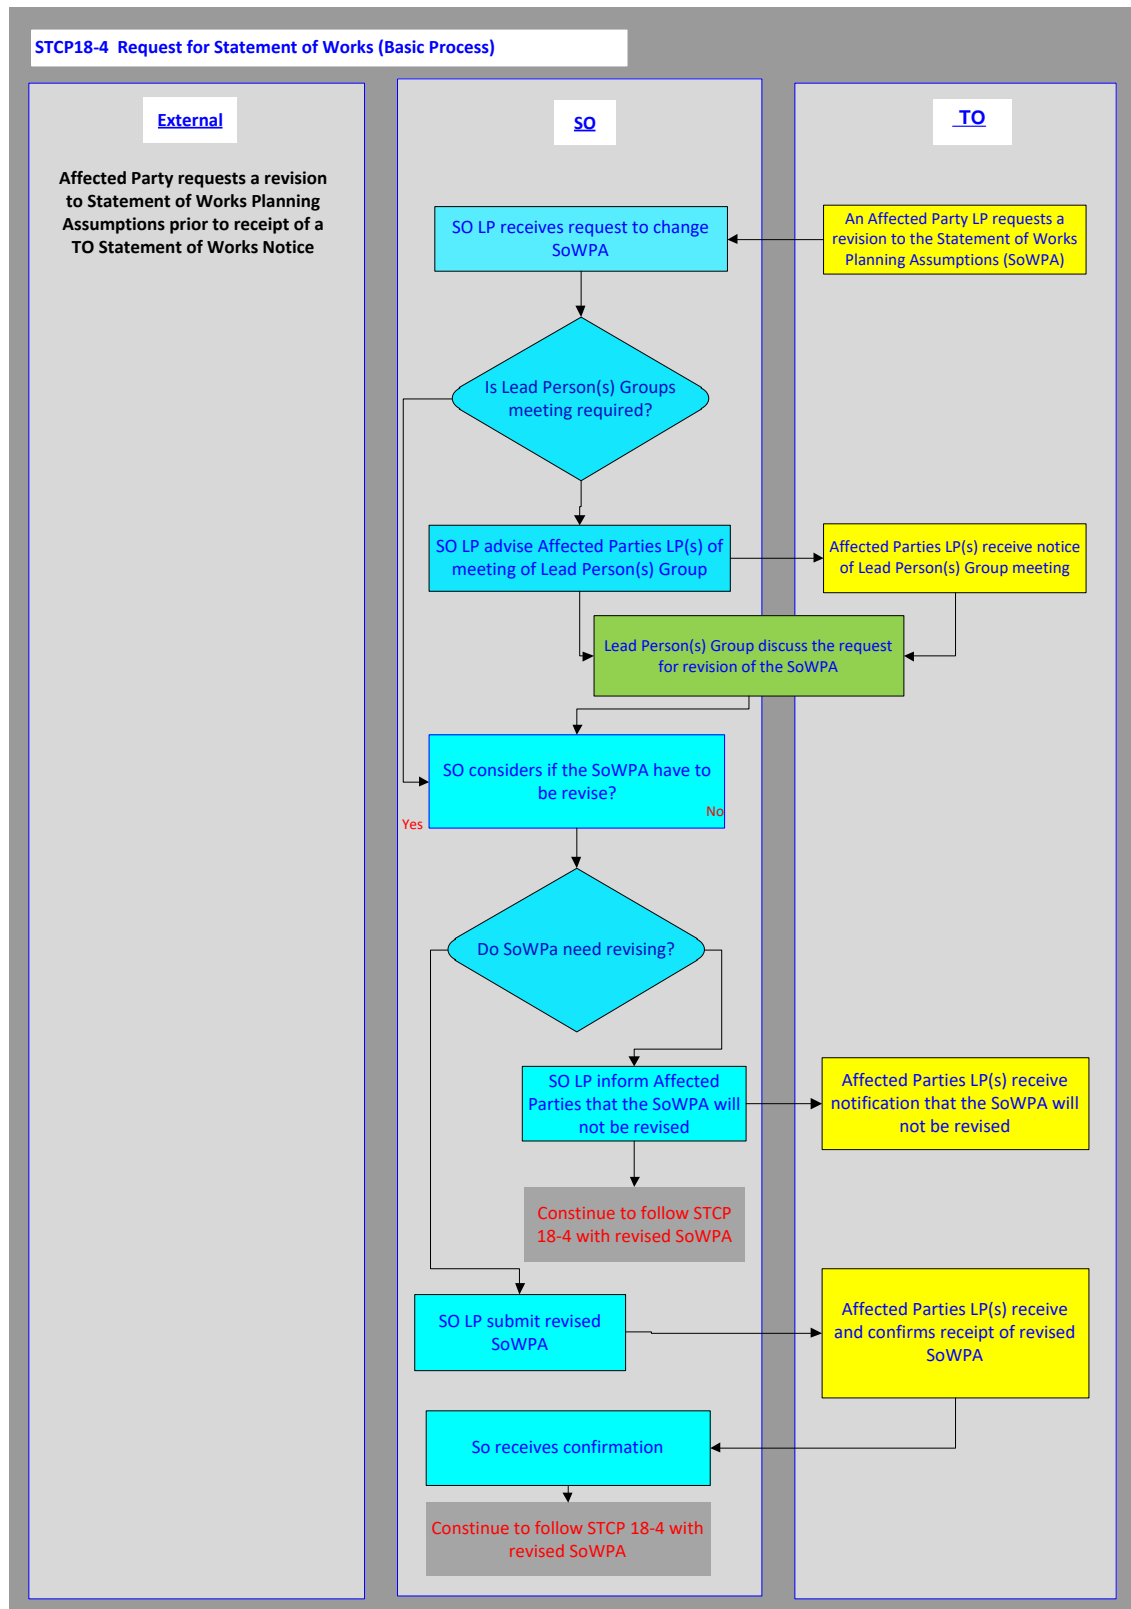 STCP18-4 Request for Statement of Works (Basic Process)
External
SO
TO
Affected Party requests a revision
to Statement of Works Planning
Assumptions prior to receipt of a
TO Statement of Works Notice
SO LP receives request to change
SoWPA
An Affected Party LP requests a
revision to the Statement of Works
Planning Assumptions (SoWPA)
Is Lead Person(s) Groups
meeting required?
SO LP advise Affected Parties LP(s) of
meeting of Lead Person(s) Group
Affected Parties LP(s) receive notice
of Lead Person(s) Group meeting
Lead Person(s) Group discuss the request
for revision of the SoWPA
SO considers if the SoWPA have to
be revise?
No
Yes
Do SoWPa need revising?
SO LP inform Affected
Parties that the SoWPA will
not be revised
Affected Parties LP(s) receive
notification that the SoWPA will
not be revised
Constinue to follow STCP
18-4 with revised SoWPA
SO LP submit revised
SoWPA
Affected Parties LP(s) receive
and confirms receipt of revised
SoWPA
So receives confirmation
Constinue to follow STCP 18-4 with
revised SoWPA